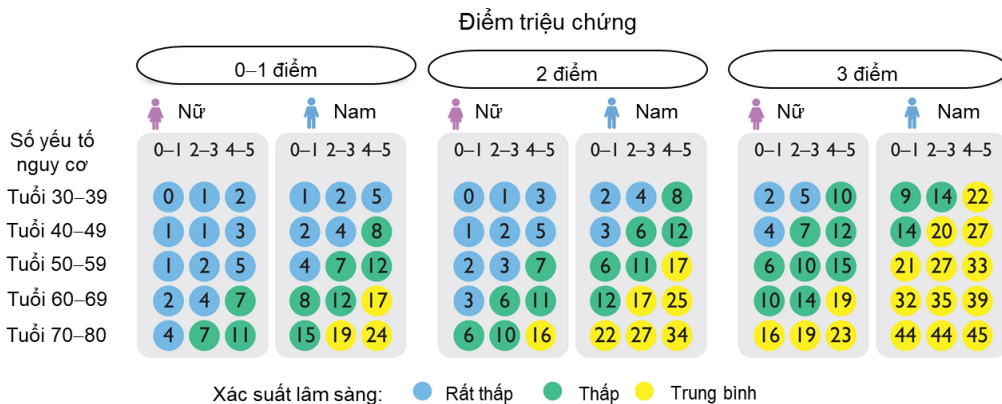 Điểm triệu chứng
0–1 điểm 2 điểm 3 điểm
Nữ Nam Nữ Nam Nữ Nam
Số yếu tố nguy cơ 0–1 2–3 4–5 0–1 2–3 4–5 0–1 2–3 4–5 0–1 2–3 4–5 0–1 2–3 4–5 0–1 2–3 4–5
Tuổi 30–39 0 1 2 1 2 5 0 1 3 2 4 8 2 5 10 9 14 22
Tuổi 40–49 1 1 3 2 4 8 1 2 5 3 6 12 4 7 12 14 20 27
Tuổi 50–59 1 2 5 4 7 12 2 3 7 6 11 17 6 10 15 21 27 33
Tuổi 60–69 2 4 7 8 12 17 3 6 11 12 17 25 10 14 19 32 35 39
Tuổi 70–80 4 7 11 15 19 24 6 10 16 22 27 34 16 19 23 44 44 45
Xác suất lâm sàng: Rất thấp Thấp Trung bình